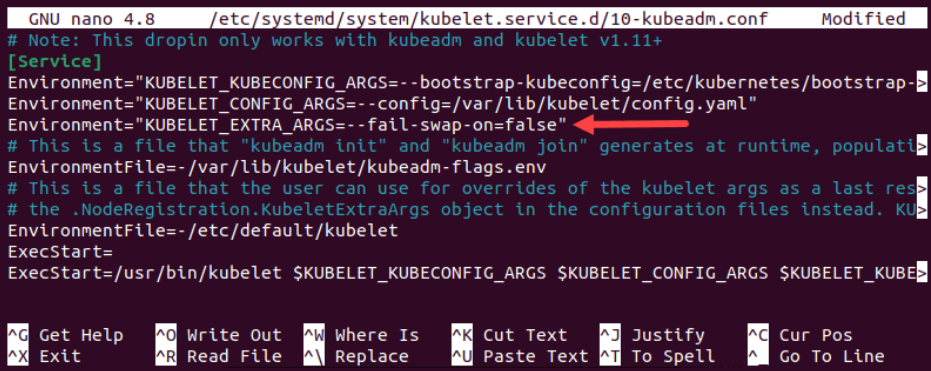 GNU nano 4.8 /etc/systemd/system/kubelet.service.d/10-kubeadm.conf Modified
# Note: This dropin only works with kubeadm and kubelet v1.11+
[Service]
Environment="KUBELET_KUBECONFIG_ARGS=--bootstrap-kubeconfig=/etc/kubernetes/bootstrap->
Environment="KUBELET_CONFIG_ARGS=--config=/var/lib/kubelet/config.yaml"
Environment="KUBELET_EXTRA_ARGS=--fail-swap-on=false"
# This is a file that "kubeadm init" and "kubeadm join" generates at runtime, populati>
EnvironmentFile=-/var/lib/kubelet/kubeadm-flags.env
# This is a file that the user can use for overrides of the kubelet args as a last res>
# the .NodeRegistration.KubeletExtraArgs object in the configuration files instead. KU>
EnvironmentFile=-/etc/default/kubelet
ExecStart=
ExecStart=/usr/bin/kubelet $KUBELET_KUBECONFIG_ARGS $KUBELET_CONFIG_ARGS $KUBELET_KUBE>
^G Get Help ^O Write Out ^W Where Is ^K Cut Text ^J Justify ^C Cur Pos
^X Exit ^R Read File ^\ Replace ^U Paste Text ^T To Spell ^_ Go To Line